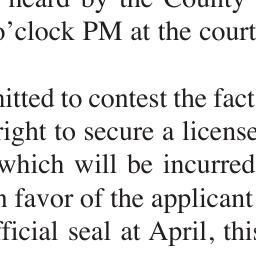 heard by the County
o’clock PM at the court
itted to contest the fact
right to secure a license
which will be incurred
n favor of the applicant
fficial seal at April, this